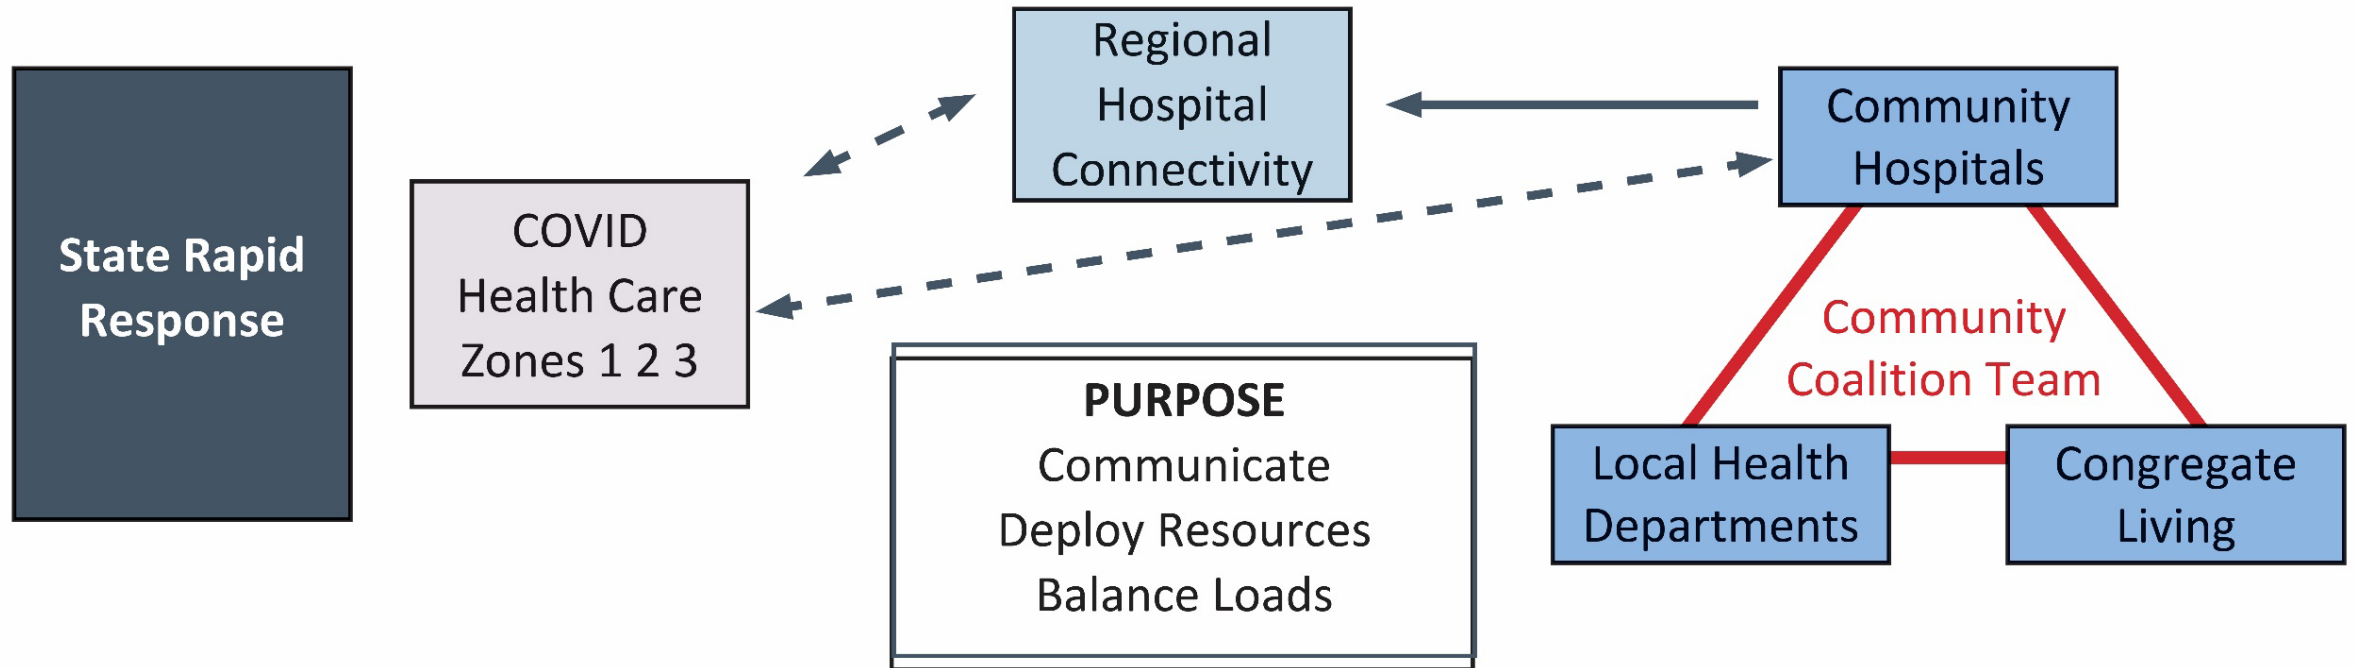 State Rapid
Response
COVID
Health Care
Zones 1 2 3
Regional
Hospital
Connectivity
PURPOSE
Communicate
Deploy Resources
Balance Loads
Community
Hospitals
Community
Coalition Team
Local Health
Departments
Congregate
Living